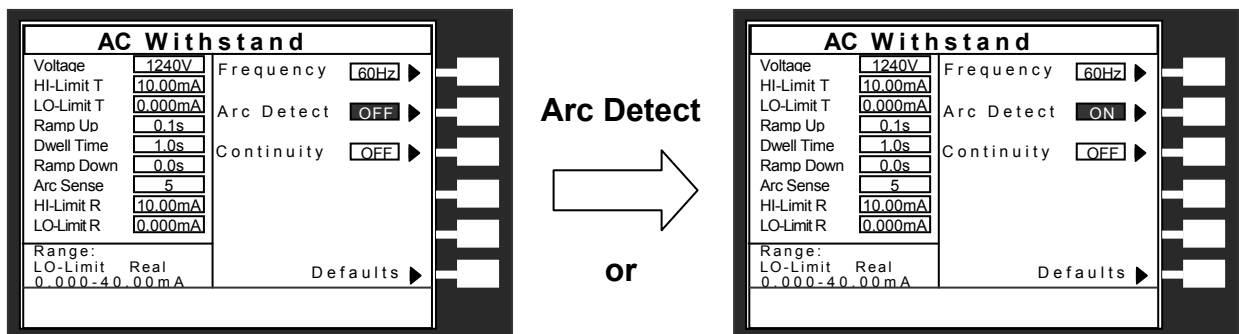 AC Withstand
Voltage 1240V
HI-Limit T 10.00mA
LO-Limit T 0.000mA
Ramp Up 0.1s
Dwell Time 1.0s
Ramp Down 0.0s
Arc Sense 5
HI-Limit R 10.00mA
LO-Limit R 0.000mA
Range:
LO-Limit Real
0.000-40.00mA
Frequency 60Hz
Arc Detect OFF
Continuity OFF
Defaults
Arc Detect
or
AC Withstand
Voltage 1240V
HI-Limit T 10.00mA
LO-Limit T 0.000mA
Ramp Up 0.1s
Dwell Time 1.0s
Ramp Down 0.0s
Arc Sense 5
HI-Limit R 10.00mA
LO-Limit R 0.000mA
Range:
LO-Limit Real
0.000-40.00mA
Frequency 60Hz
Arc Detect ON
Continuity OFF
Defaults